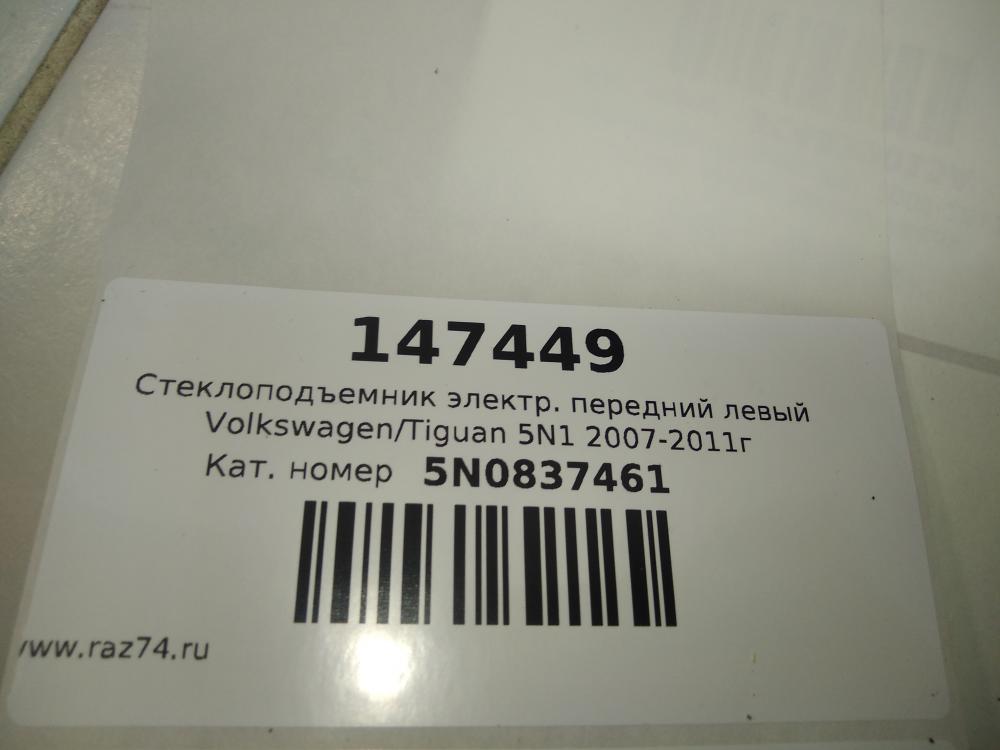 147449
Стеклоподъемник электр. передний левый
Volkswagen/Tiguan 5N1 2007-2011г
Кат. номер 5N0837461
www.raz74.ru